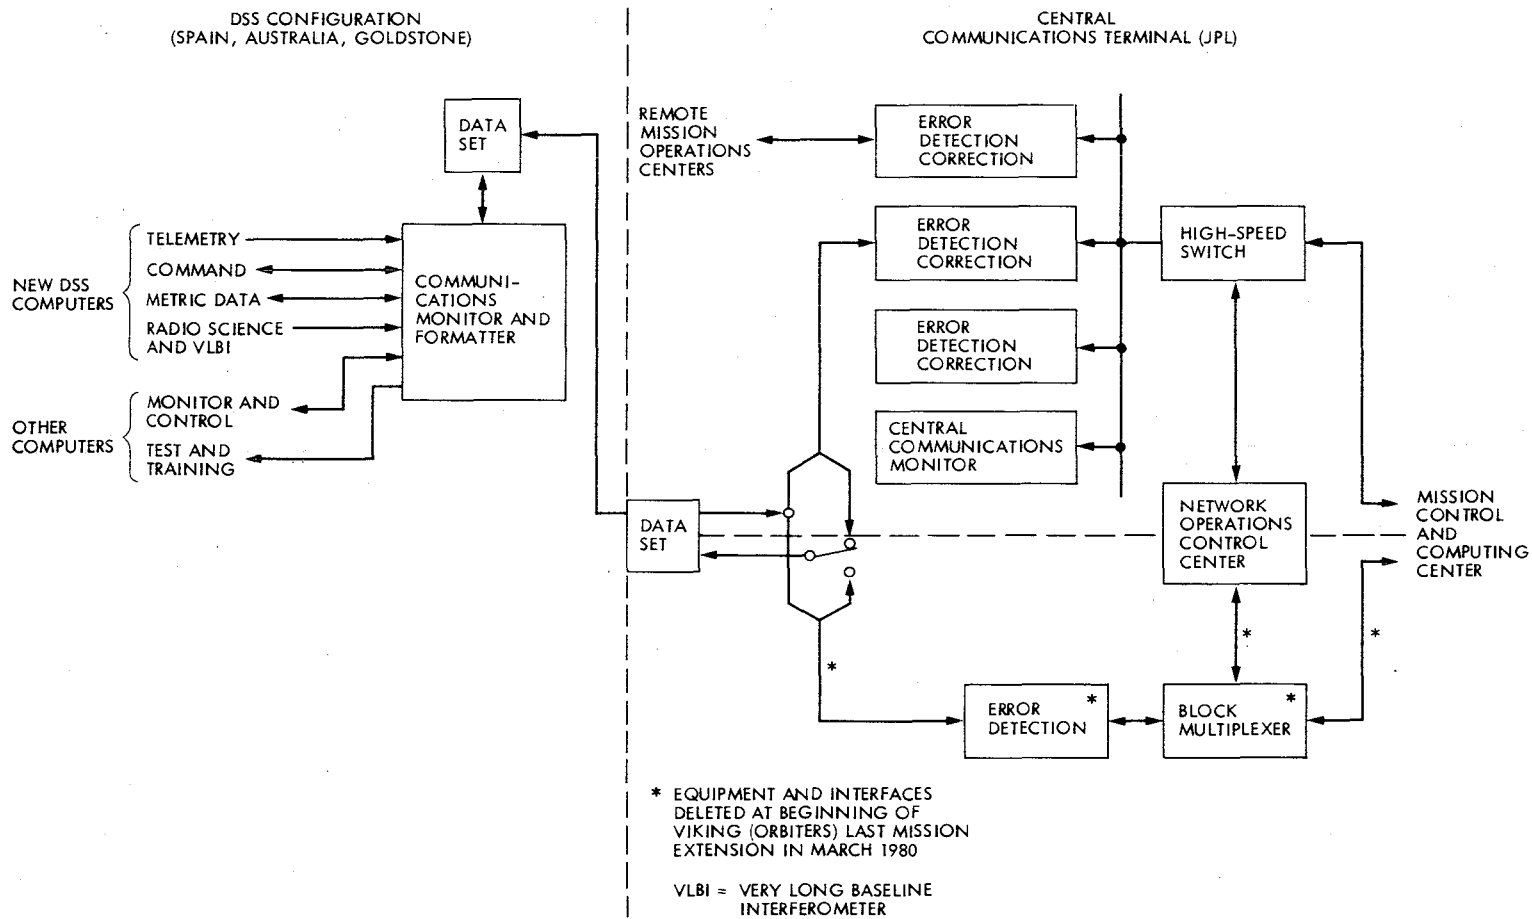 DSS CONFIGURATION
(SPAIN, AUSTRALIA, GOLDSTONE)
CENTRAL
COMMUNICATIONS TERMINAL (JPL)
DATA
SET
NEW DSS
COMPUTERS
TELEMETRY
COMMAND
METRIC DATA
RADIO SCIENCE
AND VLBI
OTHER
COMPUTERS
MONITOR AND
CONTROL
TEST AND
TRAINING
COMMUNI-
CATIONS
MONITOR AND
FORMATTER
REMOTE
MISSION
OPERATIONS
CENTERS
ERROR
DETECTION
CORRECTION
ERROR
DETECTION
CORRECTION
ERROR
DETECTION
CORRECTION
CENTRAL
COMMUNICATIONS
MONITOR
HIGH-SPEED
SWITCH
DATA
SET
NETWORK
OPERATIONS
CONTROL
CENTER
MISSION
CONTROL
AND
COMPUTING
CENTER
*
*
*
ERROR *
DETECTION
BLOCK *
MULTIPLEXER
* EQUIPMENT AND INTERFACES
DELETED AT BEGINNING OF
VIKING (ORBITERS) LAST MISSION
EXTENSION IN MARCH 1980
VLBI = VERY LONG BASELINE
INTERFEROMETER